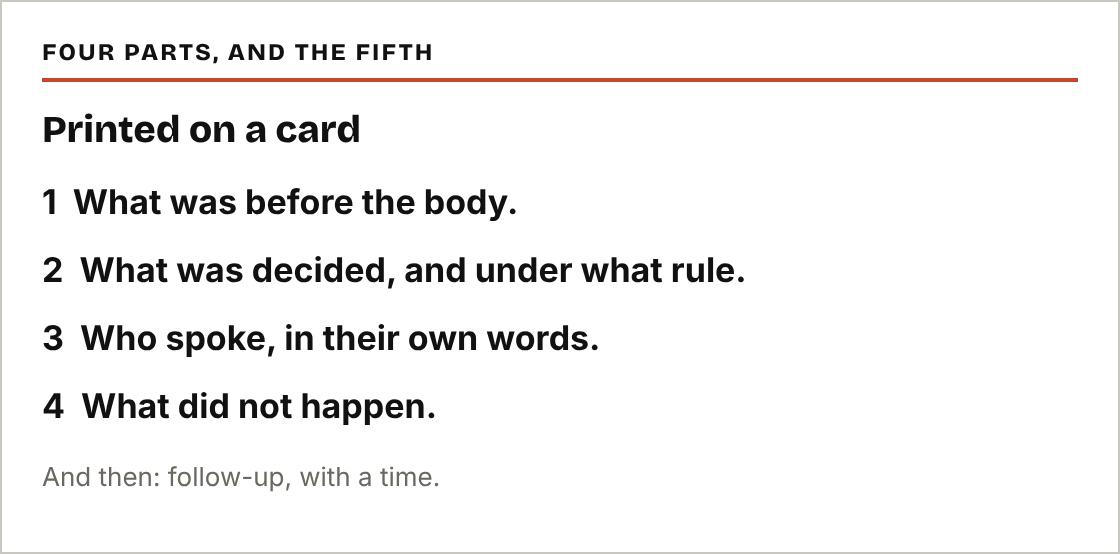 FOUR PARTS, AND THE FIFTH
Printed on a card
1 What was before the body.
2 What was decided, and under what rule.
3 Who spoke, in their own words.
4 What did not happen.
And then: follow-up, with a time.